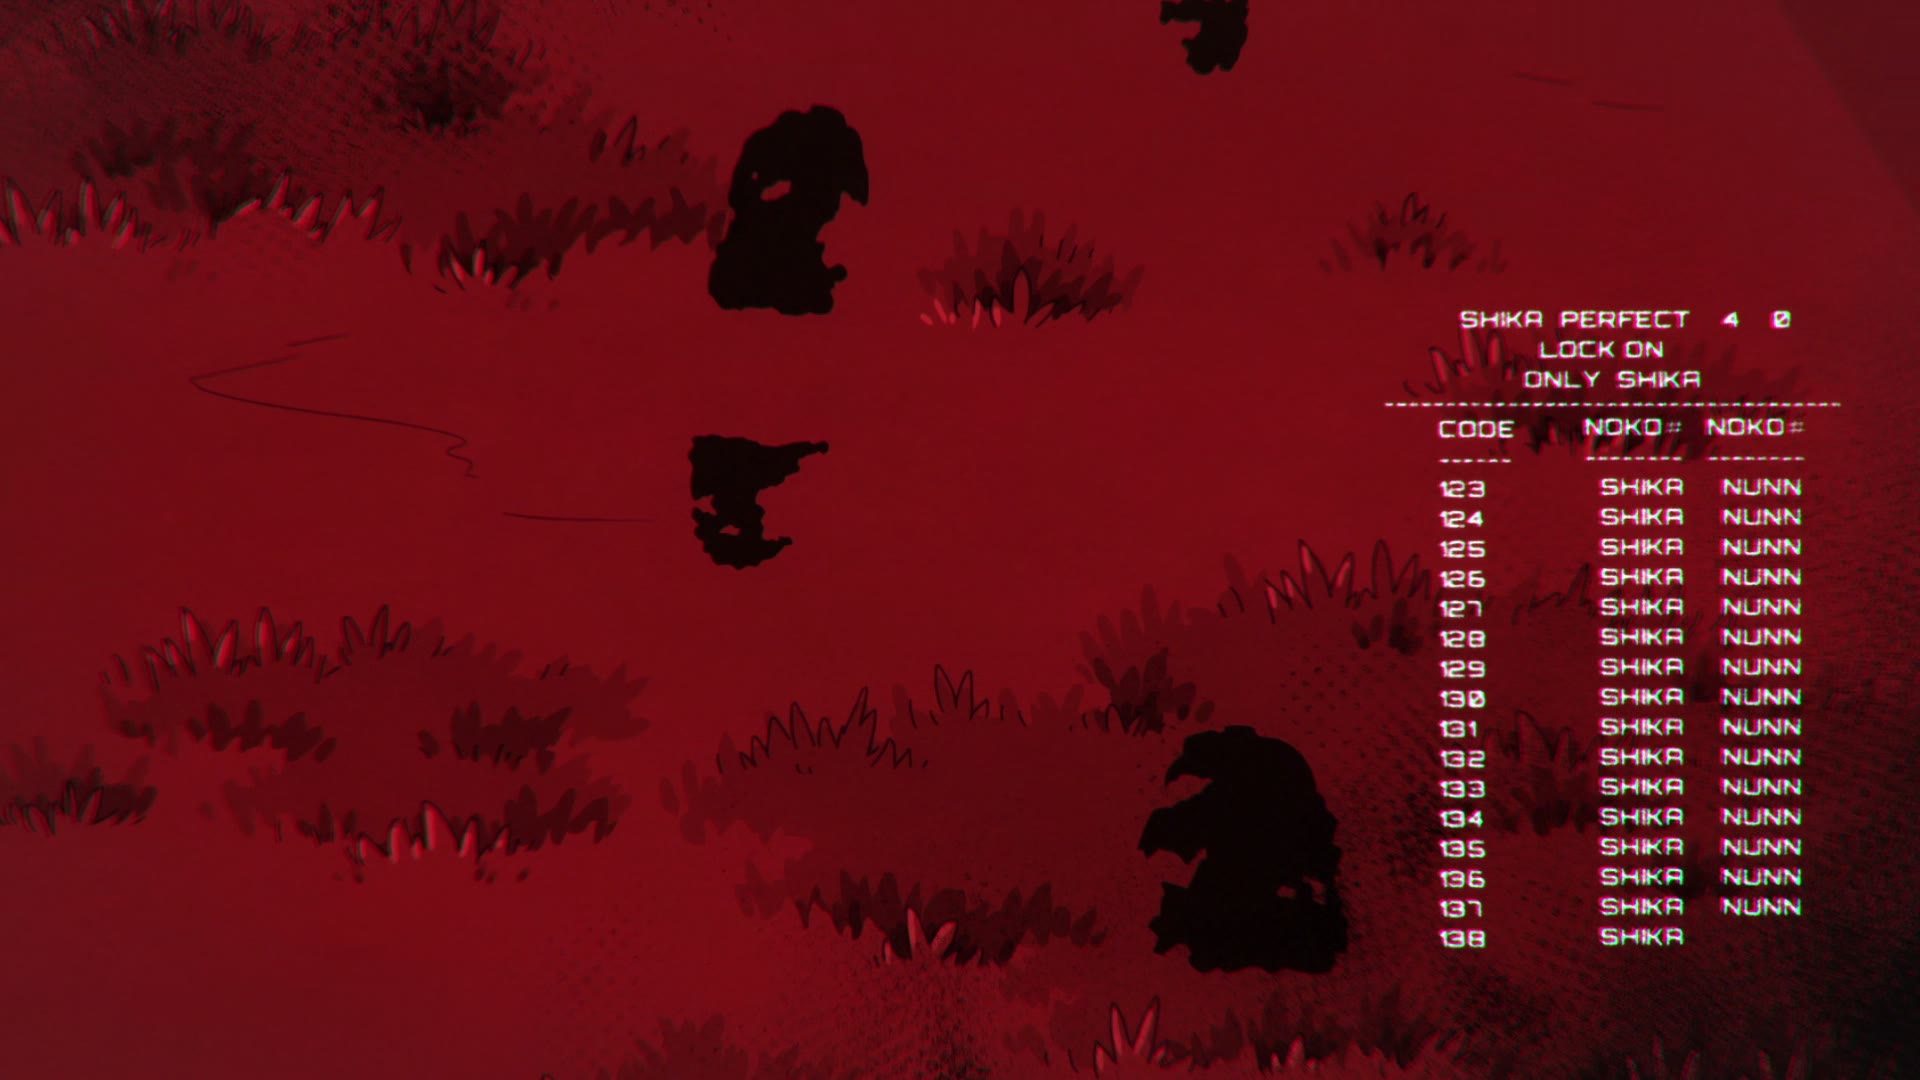 SHIKA PERFECT 4 0
LOCK ON
ONLY SHIKA
CODE NOKO# NOKO#
123 SHIKA NUNN
124 SHIKA NUNN
125 SHIKA NUNN
126 SHIKA NUNN
127 SHIKA NUNN
128 SHIKA NUNN
129 SHIKA NUNN
130 SHIKA NUNN
131 SHIKA NUNN
132 SHIKA NUNN
133 SHIKA NUNN
134 SHIKA NUNN
135 SHIKA NUNN
136 SHIKA NUNN
137 SHIKA NUNN
138 SHIKA